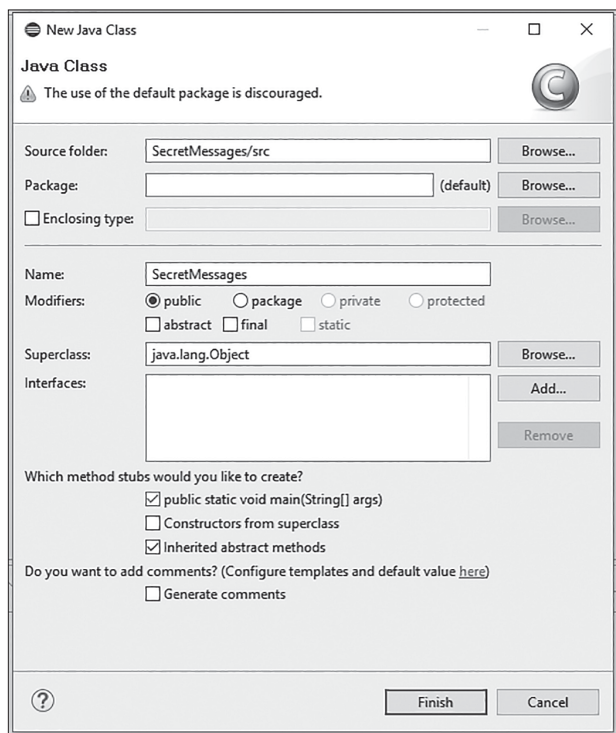 New Java Class
Java Class
The use of the default package is discouraged.
C
Source folder: SecretMessages/src Browse...
Package: (default) Browse...
Enclosing type: Browse...
Name: SecretMessages
Modifiers: public package private protected
abstract final static
Superclass: java.lang.Object Browse...
Interfaces: Add...
Remove
Which method stubs would you like to create?
public static void main(String[] args)
Constructors from superclass
Inherited abstract methods
Do you want to add comments? (Configure templates and default value here)
Generate comments
? Finish Cancel